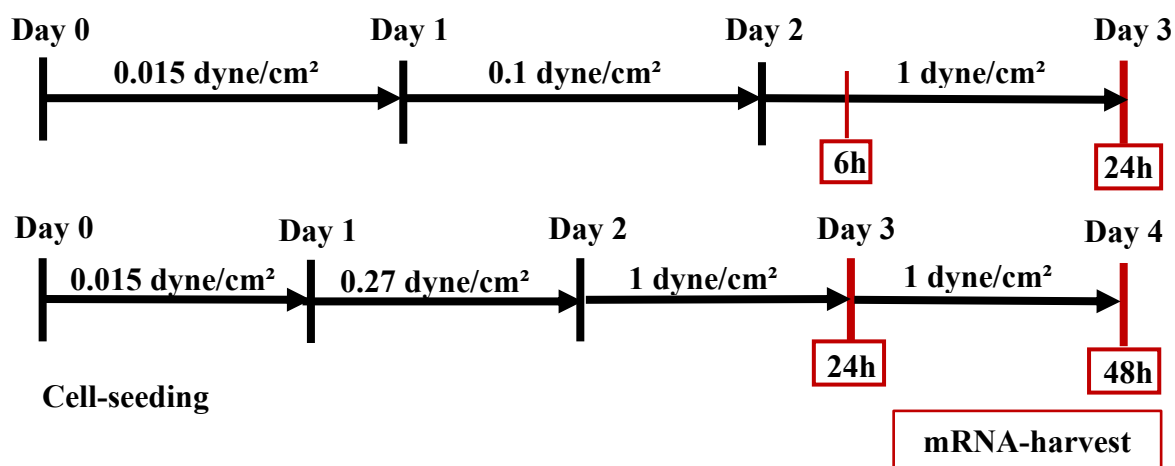 Day 0 Day 1 Day 2 Day 3
0.015 dyne/cm² 0.1 dyne/cm² 1 dyne/cm²
6h 24h
Day 0 Day 1 Day 2 Day 3 Day 4
0.015 dyne/cm² 0.27 dyne/cm² 1 dyne/cm² 1 dyne/cm²
24h 48h
Cell-seeding
mRNA-harvest